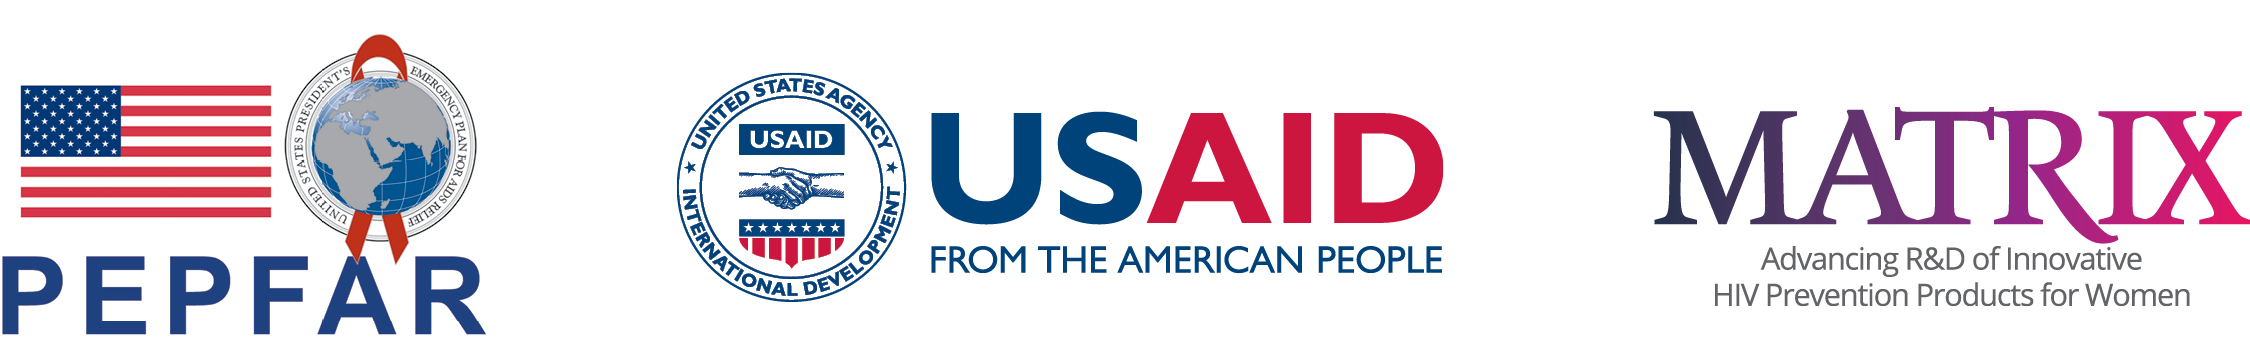 UNITED STATES PRESIDENT'S EMERGENCY PLAN FOR AIDS RELIEF
PEPFAR
UNITED STATES AGENCY
USAID
INTERNATIONAL DEVELOPMENT
USAID
FROM THE AMERICAN PEOPLE
MATRIX
Advancing R&D of Innovative
HIV Prevention Products for Women